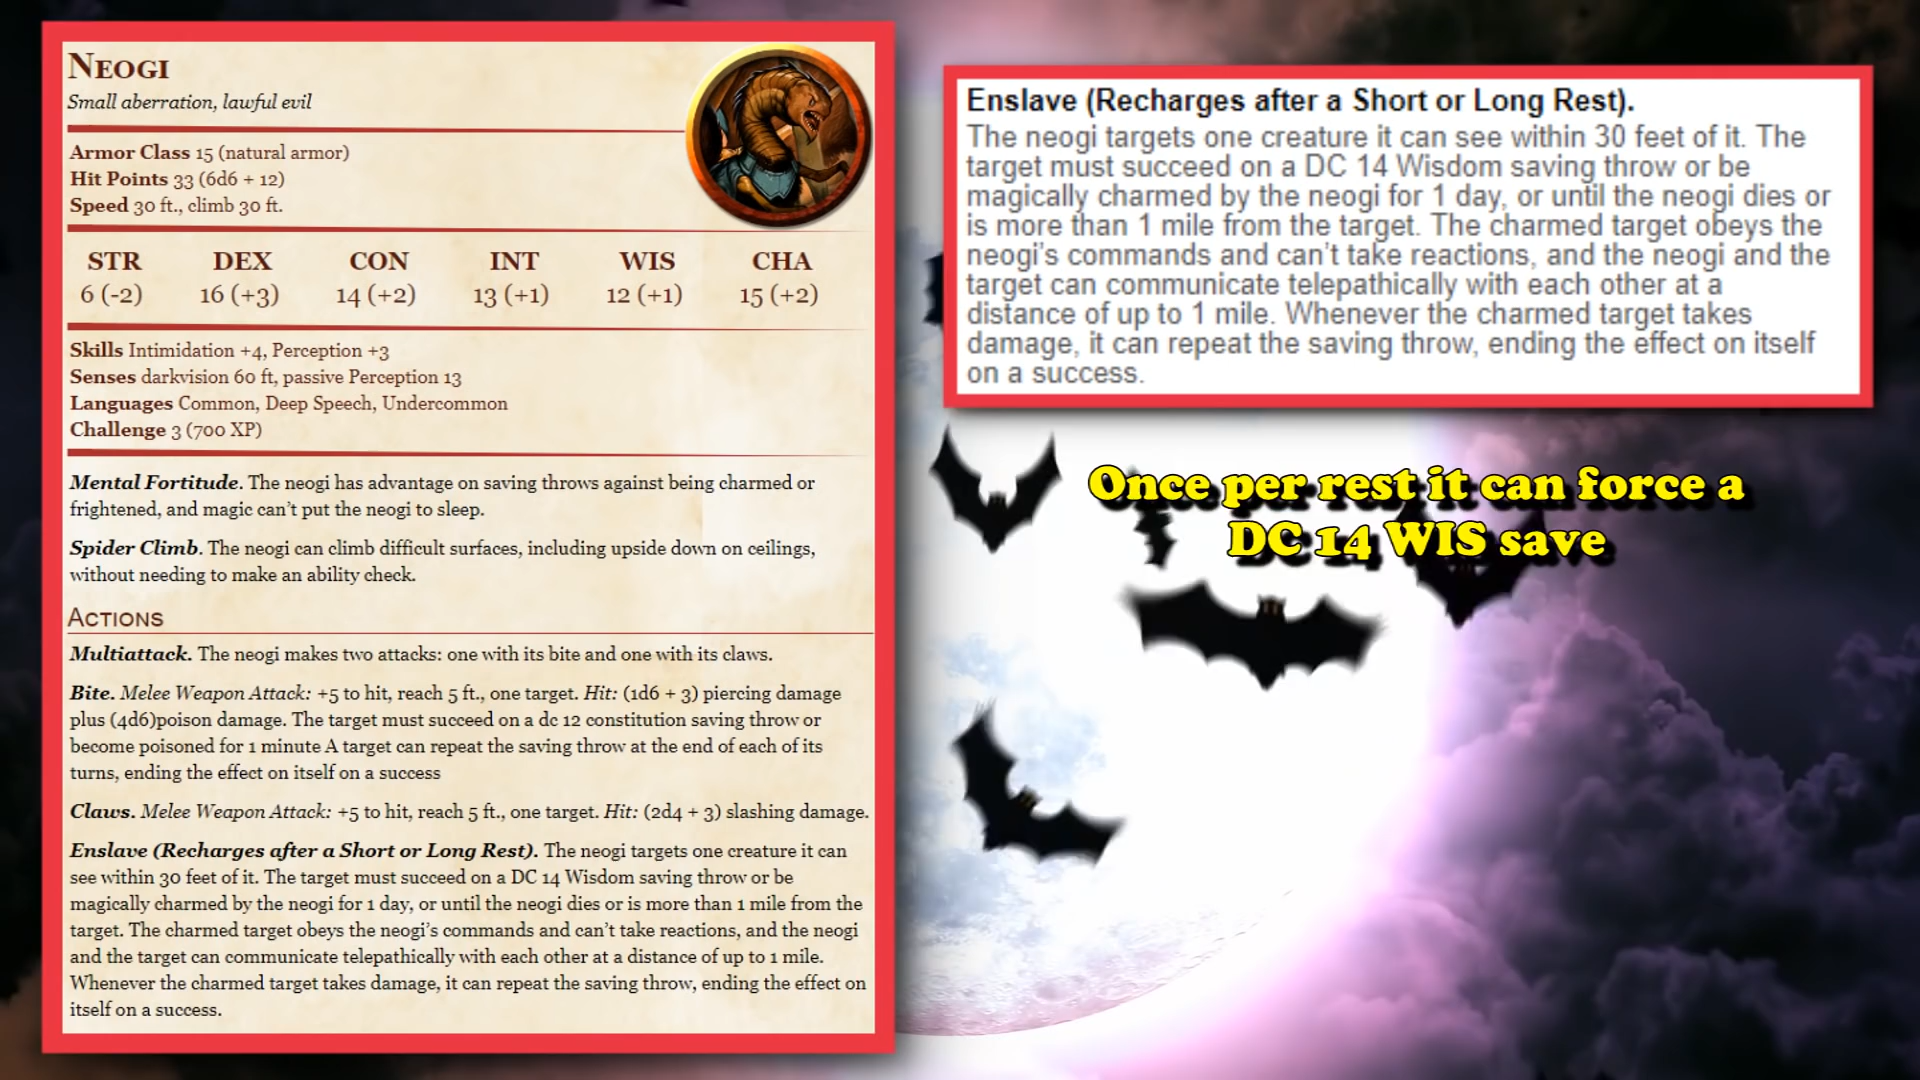 NEOGI
Small aberration, lawful evil
Armor Class 15 (natural armor)
Hit Points 33 (6d6 + 12)
Speed 30 ft., climb 30 ft.
STR DEX CON INT WIS CHA
6 (-2) 16 (+3) 14 (+2) 13 (+1) 12 (+1) 15 (+2)
Skills Intimidation +4, Perception +3
Senses darkvision 60 ft, passive Perception 13
Languages Common, Deep Speech, Undercommon
Challenge 3 (700 XP)
Mental Fortitude. The neogi has advantage on saving throws against being charmed or
frightened, and magic can't put the neogi to sleep.
Spider Climb. The neogi can climb difficult surfaces, including upside down on ceilings,
without needing to make an ability check.
ACTIONS
Multiattack. The neogi makes two attacks: one with its bite and one with its claws.
Bite. Melee Weapon Attack: +5 to hit, reach 5 ft., one target. Hit: (1d6 + 3) piercing damage
plus (4d6)poison damage. The target must succeed on a dc 12 constitution saving throw or
become poisoned for 1 minute A target can repeat the saving throw at the end of each of its
turns, ending the effect on itself on a success
Claws. Melee Weapon Attack: +5 to hit, reach 5 ft., one target. Hit: (2d4 + 3) slashing damage.
Enslave (Recharges after a Short or Long Rest). The neogi targets one creature it can
see within 30 feet of it. The target must succeed on a DC 14 Wisdom saving throw or be
magically charmed by the neogi for 1 day, or until the neogi dies or is more than 1 mile from the
target. The charmed target obeys the neogi's commands and can't take reactions, and the neogi
and the target can communicate telepathically with each other at a distance of up to 1 mile.
Whenever the charmed target takes damage, it can repeat the saving throw, ending the effect on
itself on a success.
Enslave (Recharges after a Short or Long Rest).
The neogi targets one creature it can see within 30 feet of it. The
target must succeed on a DC 14 Wisdom saving throw or be
magically charmed by the neogi for 1 day, or until the neogi dies or
is more than 1 mile from the target. The charmed target obeys the
neogi's commands and can't take reactions, and the neogi and the
target can communicate telepathically with each other at a
distance of up to 1 mile. Whenever the charmed target takes
damage, it can repeat the saving throw, ending the effect on itself
on a success.
Once per rest it can force a
DC 14 WIS save